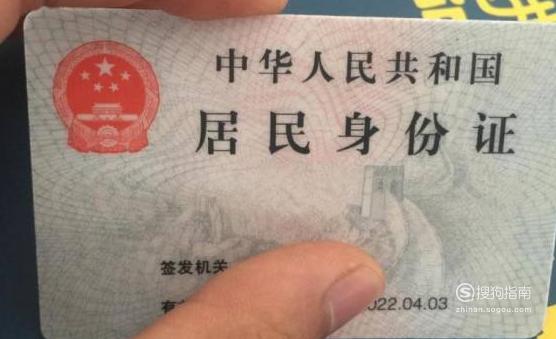 中华人民共和国
居民身份证
签发机关
有
022.04.03
搜狗指南
zhinan.sogou.com